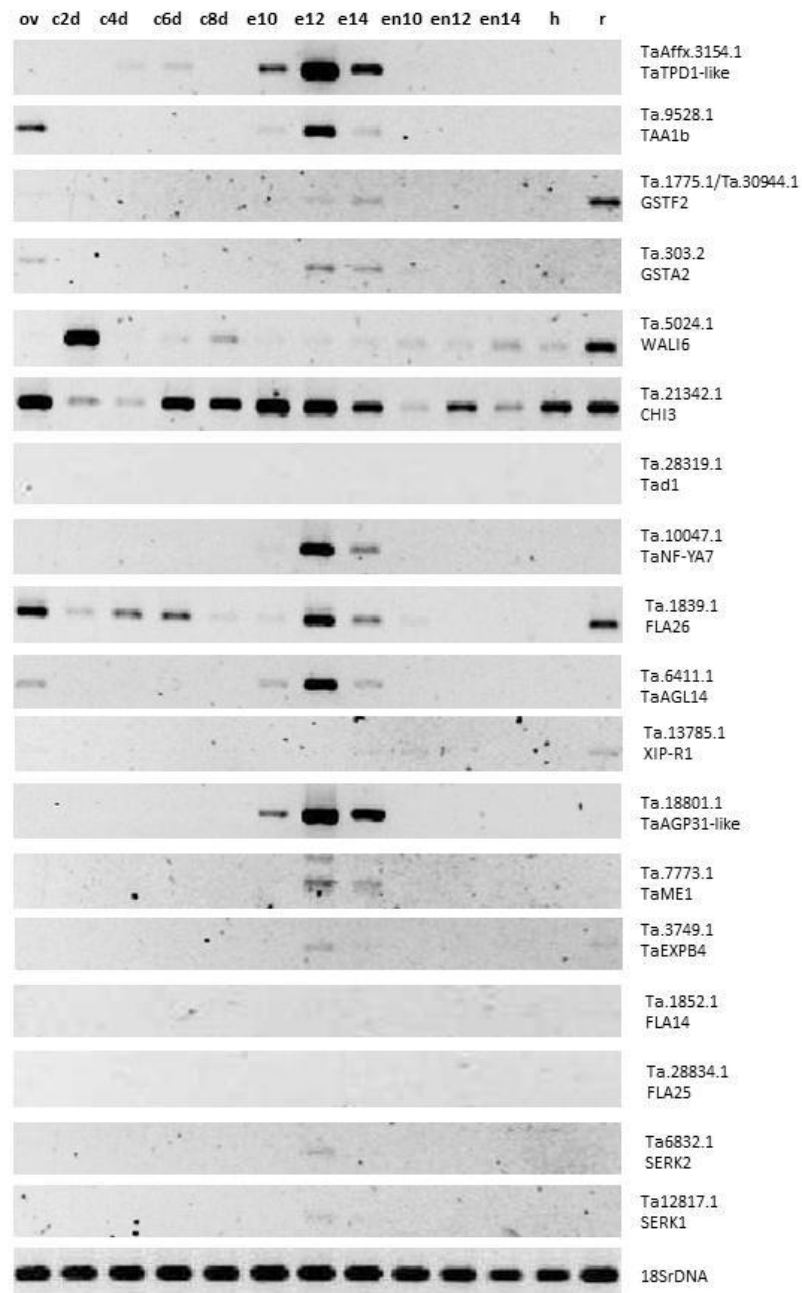 ov c2d c4d c6d c8d e10 e12 e14 en10 en12 en14 h r
TaAffx.3154.1
TaTPD1-like
Ta.9528.1
TAA1b
Ta.1775.1/Ta.30944.1
GSTF2
Ta.303.2
GSTA2
Ta.5024.1
WALI6
Ta.21342.1
CHI3
Ta.28319.1
Tad1
Ta.10047.1
TaNF-YA7
Ta.1839.1
FLA26
Ta.6411.1
TaAGL14
Ta.13785.1
XIP-R1
Ta.18801.1
TaAGP31-like
Ta.7773.1
TaME1
Ta.3749.1
TaEXPB4
Ta.1852.1
FLA14
Ta.28834.1
FLA25
Ta6832.1
SERK2
Ta12817.1
SERK1
18SrDNA